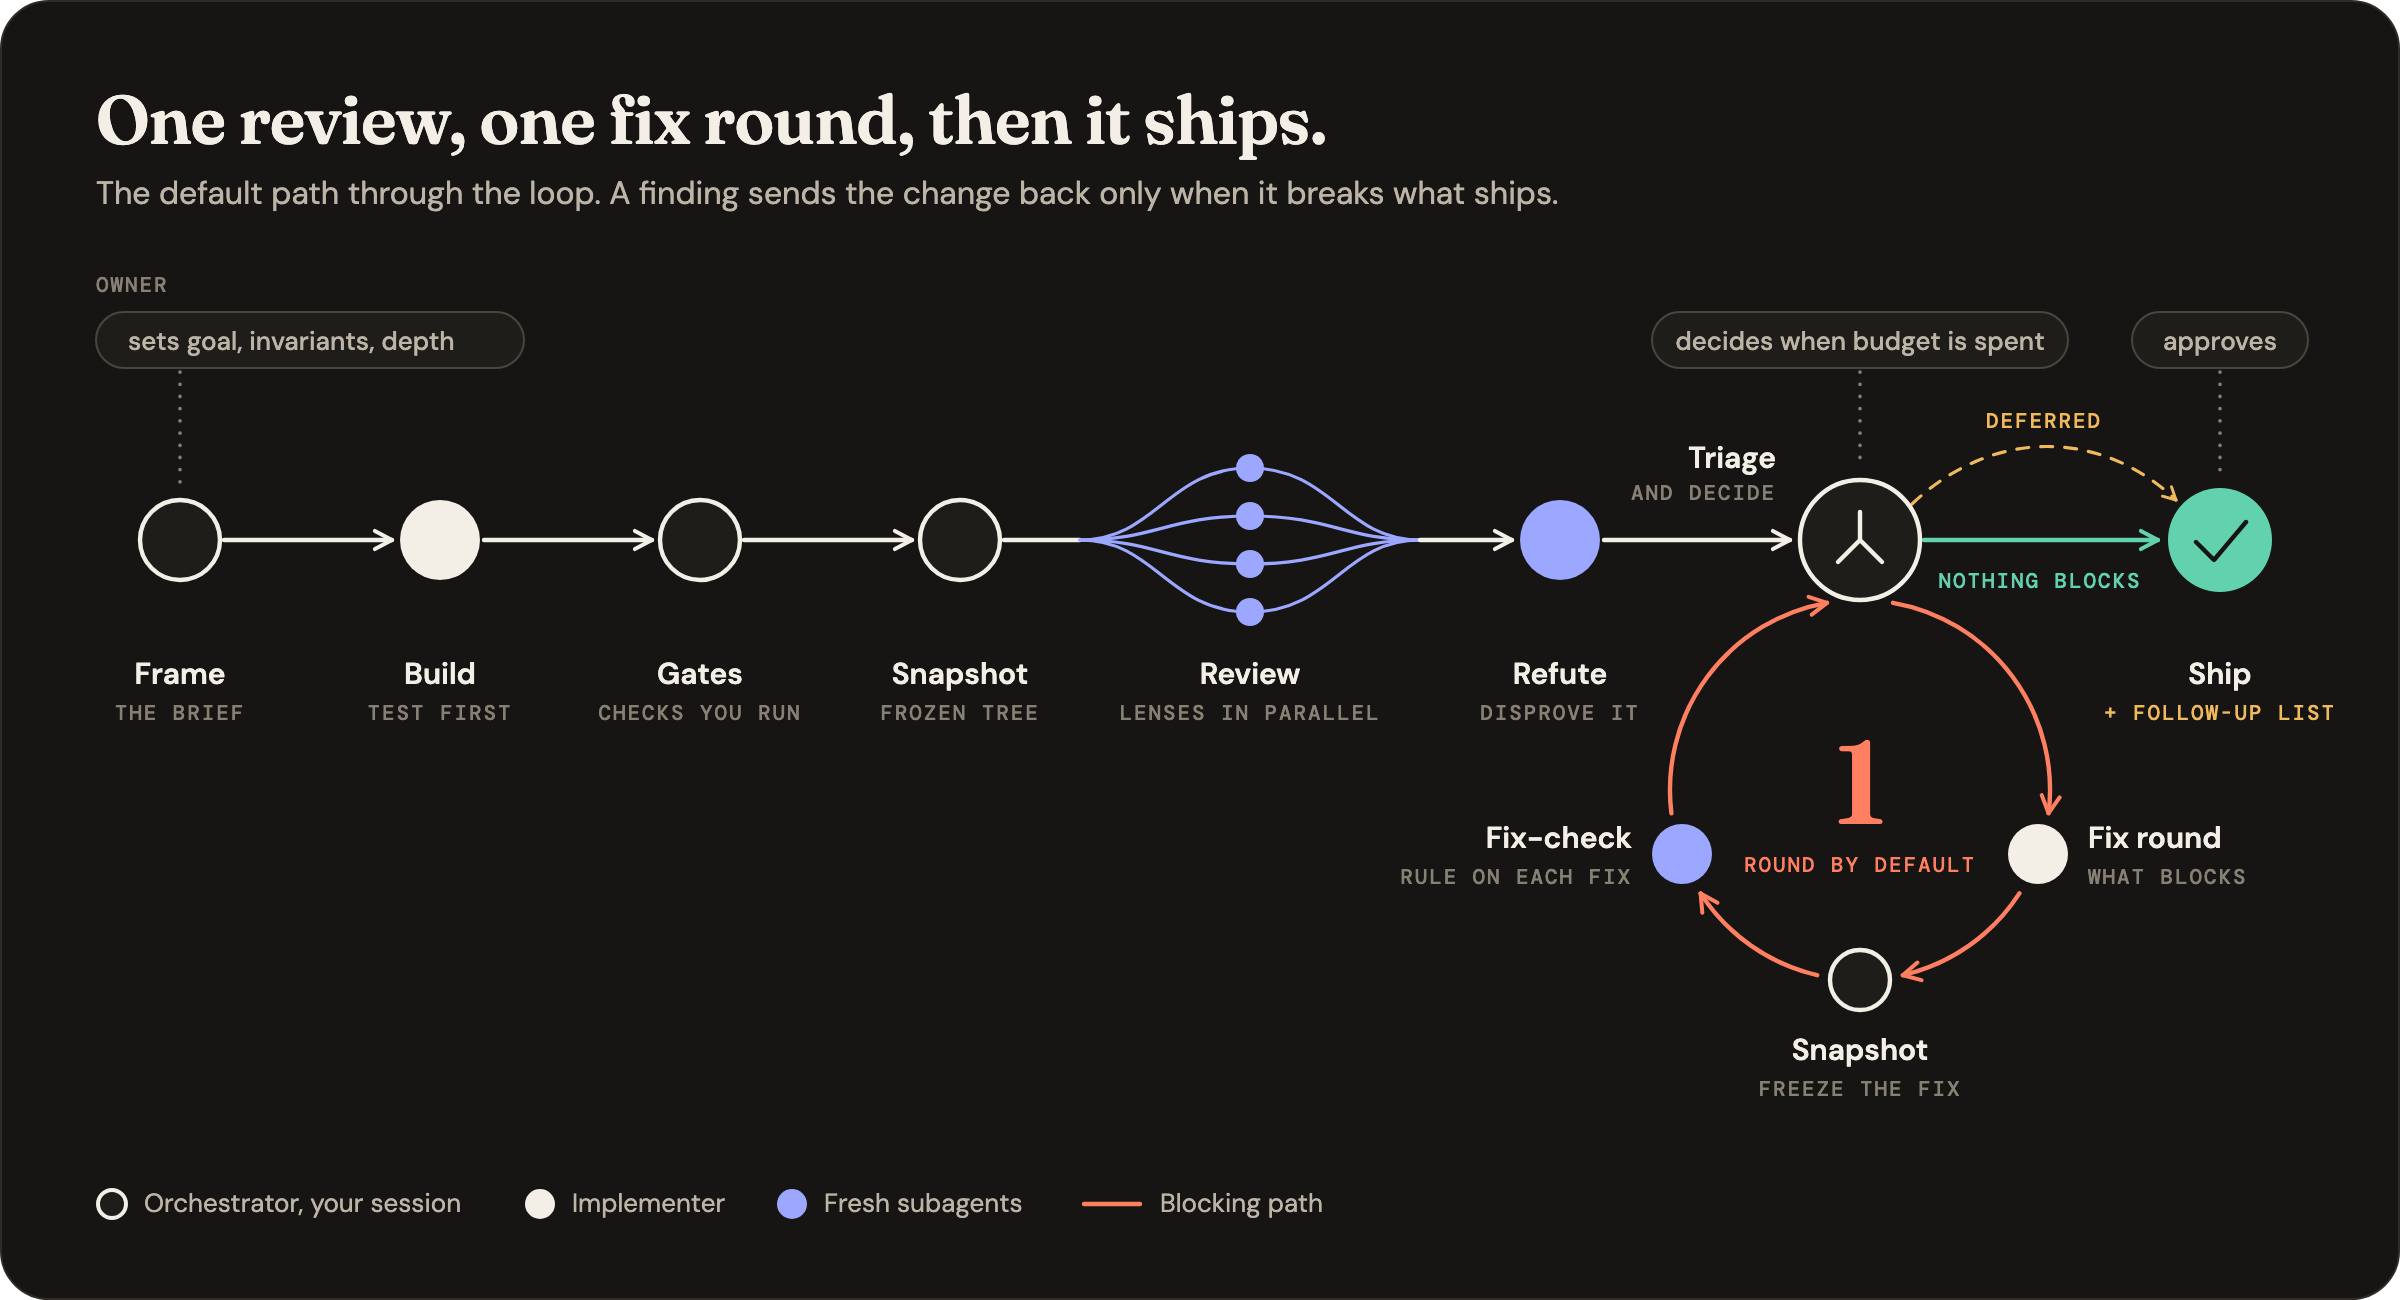 One review, one fix round, then it ships.
The default path through the loop. A finding sends the change back only when it breaks what ships.
OWNER
sets goal, invariants, depth
decides when budget is spent
approves
DEFERRED
Triage
AND DECIDE
NOTHING BLOCKS
Frame
THE BRIEF
Build
TEST FIRST
Gates
CHECKS YOU RUN
Snapshot
FROZEN TREE
Review
LENSES IN PARALLEL
Refute
DISPROVE IT
Ship
+ FOLLOW-UP LIST
1
ROUND BY DEFAULT
Fix-check
RULE ON EACH FIX
Fix round
WHAT BLOCKS
Snapshot
FREEZE THE FIX
Orchestrator, your session
Implementer
Fresh subagents
Blocking path